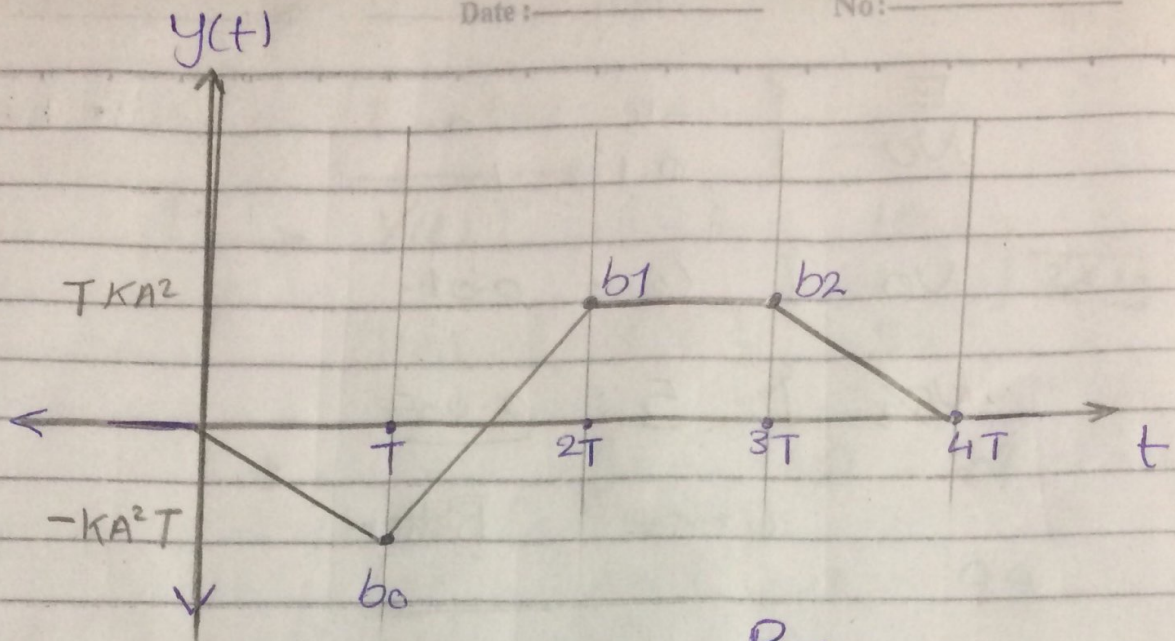 Date : No:
y(t)
b1 b2
TKA²
T 2T 3T 4T t
-KA²T
b0